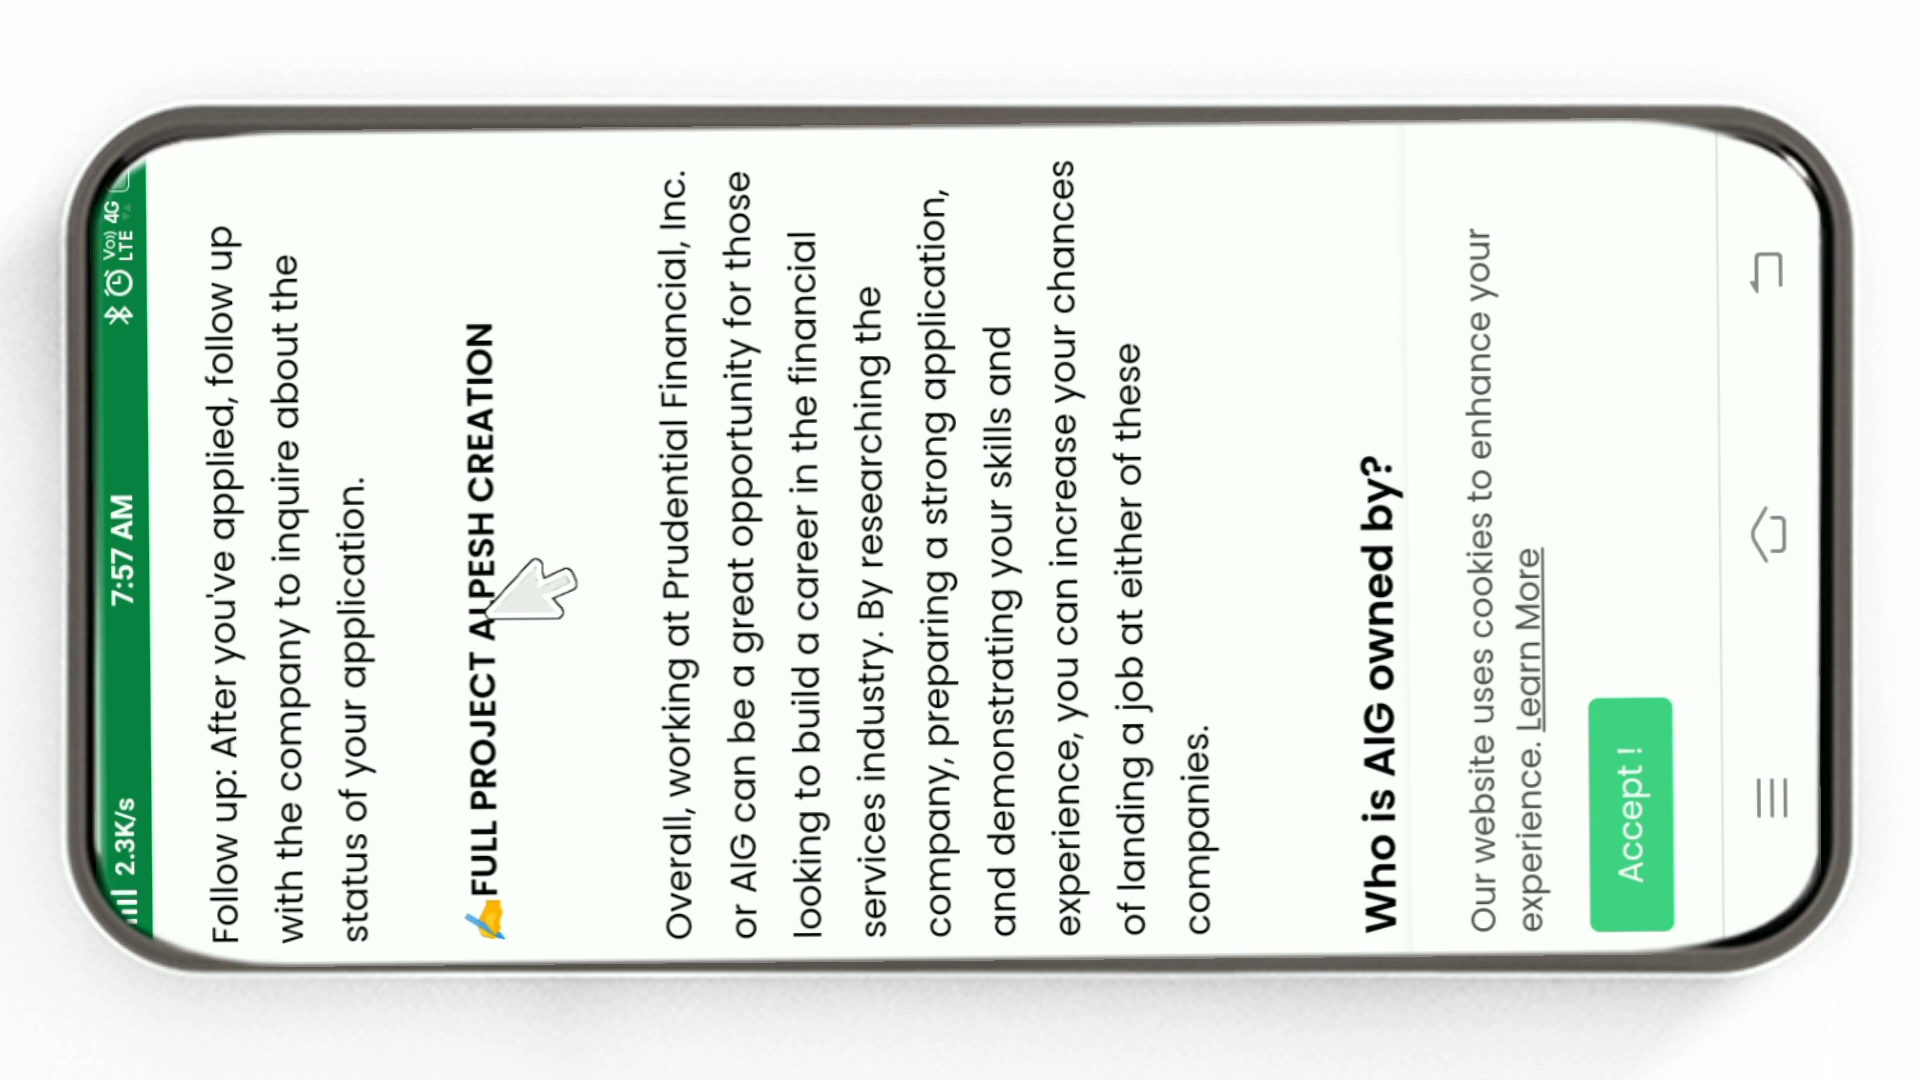 2.3K/s 7:57 AM Vo)) LTE 4G
Follow up: After you've applied, follow up
with the company to inquire about the
status of your application.
✍FULL PROJECT ALPESH CREATION
Overall, working at Prudential Financial, Inc.
or AIG can be a great opportunity for those
looking to build a career in the financial
services industry. By researching the
company, preparing a strong application,
and demonstrating your skills and
experience, you can increase your chances
of landing a job at either of these
companies.
Who is AIG owned by?
Our website uses cookies to enhance your
experience. Learn More
Accept !